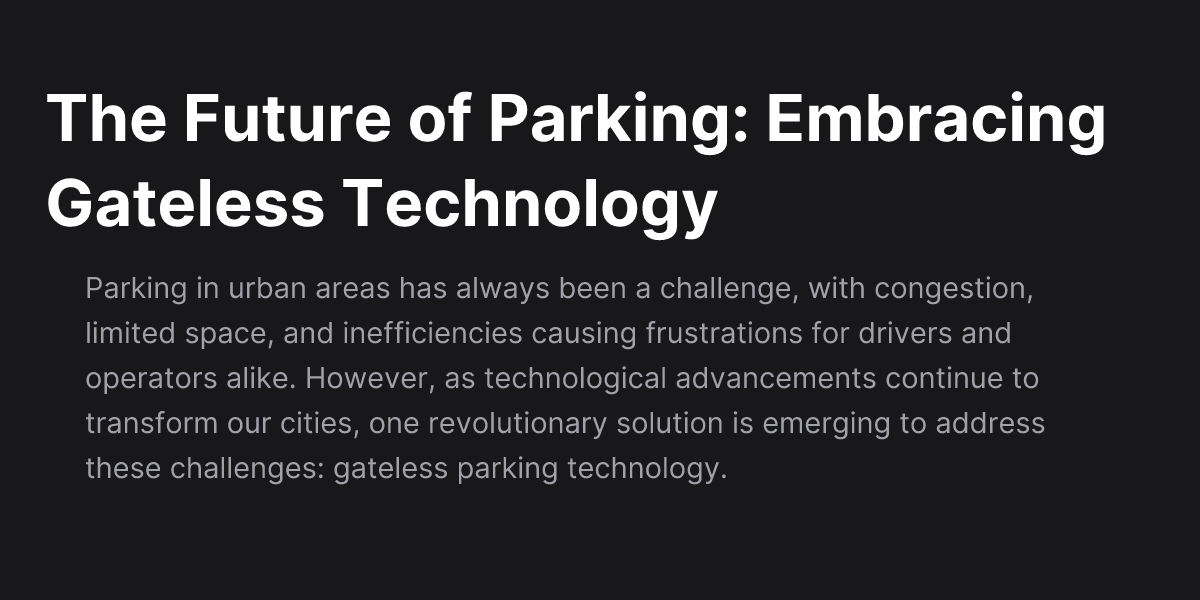 The Future of Parking: Embracing
Gateless Technology
Parking in urban areas has always been a challenge, with congestion,
limited space, and inefficiencies causing frustrations for drivers and
operators alike. However, as technological advancements continue to
transform our cities, one revolutionary solution is emerging to address
these challenges: gateless parking technology.